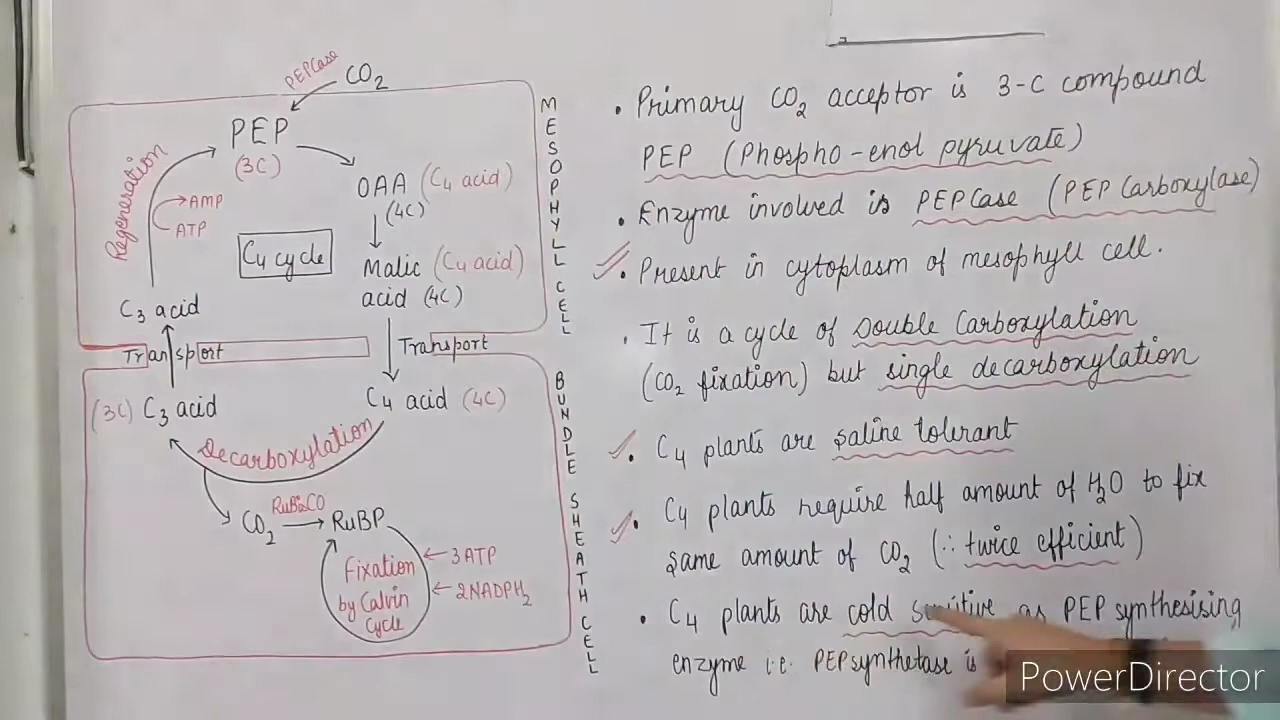 PEPCase
CO2
PEP
(3C)
OAA (C4 acid)
(4C)
Malic (C4 acid)
acid (4C)
C4 cycle
Regeneration
AMP
ATP
C3 acid
Transport
Transport
MESOPHYLL CELL
(3C) C3 acid
C4 acid (4C)
Decarboxylation
CO2
RuBisCO
RuBP
Fixation
by Calvin
Cycle
3ATP
2NADPH2
BUNDLE SHEATH CELL
• Primary CO2 acceptor is 3-C compound
PEP (Phospho-enol pyruvate)
• Enzyme involved is PEPCase (PEP Carboxylase)
• Present in cytoplasm of mesophyll cell.
• It is a cycle of Double Carboxylation
(CO2 fixation) but single decarboxylation
• C4 plants are saline tolerant
• C4 plants require half amount of H2O to fix
same amount of CO2 (∴ twice efficient)
• C4 plants are cold sensitive as PEP synthesising
enzyme i.e. PEPsynthetase is
PowerDirector